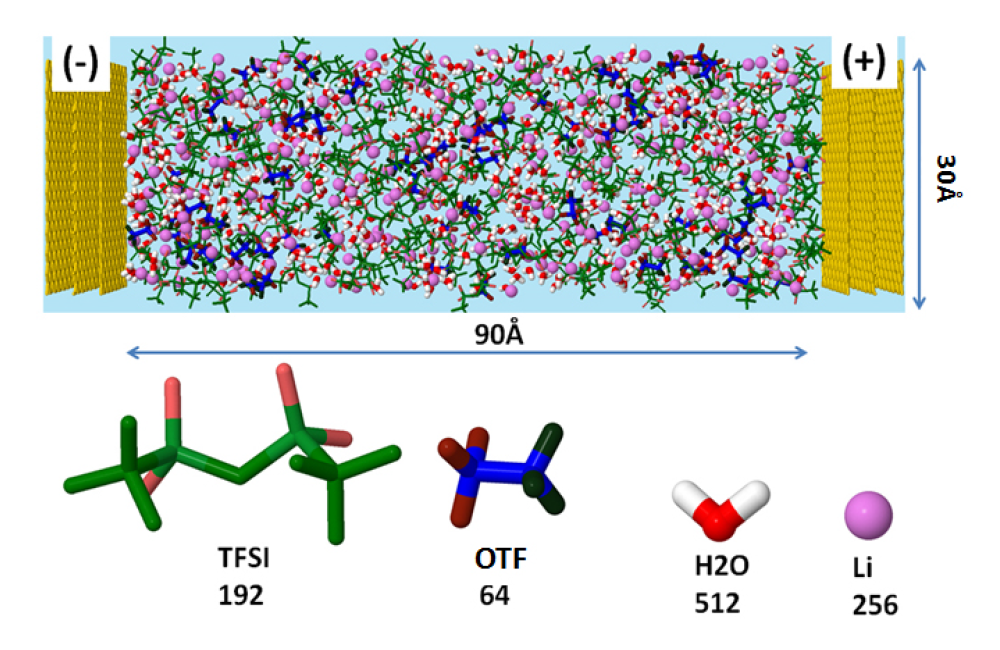 (-)
(+)
30Å
90Å
TFSI
192
OTF
64
H2O
512
Li
256